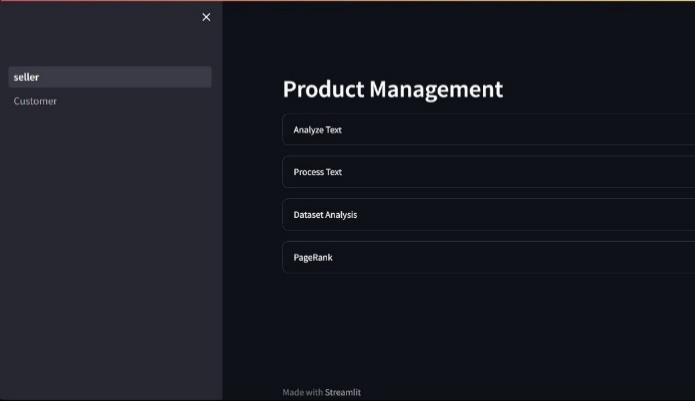 seller
Customer
Product Management
Analyze Text
Process Text
Dataset Analysis
PageRank
Made with Streamlit